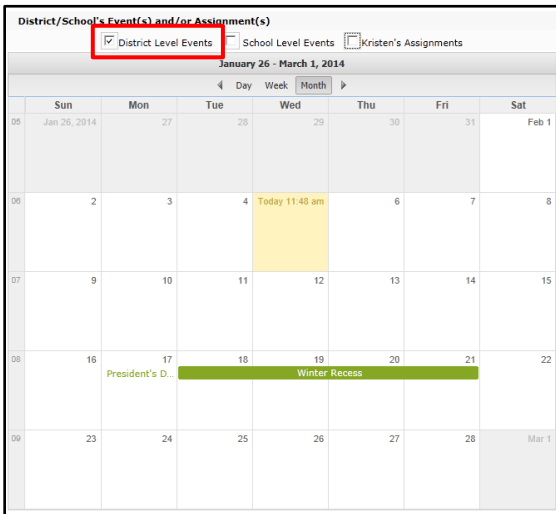 District/School's Event(s) and/or Assignment(s)
District Level Events School Level Events Kristen's Assignments
January 26 - March 1, 2014
Day Week Month
Sun Mon Tue Wed Thu Fri Sat
05 Jan 26, 2014 27 28 29 30 31 Feb 1
06 2 3 4 Today 11:48 am 6 7 8
07 9 10 11 12 13 14 15
08 16 17 18 19 20 21 22
President's D... Winter Recess
09 23 24 25 26 27 28 Mar 1